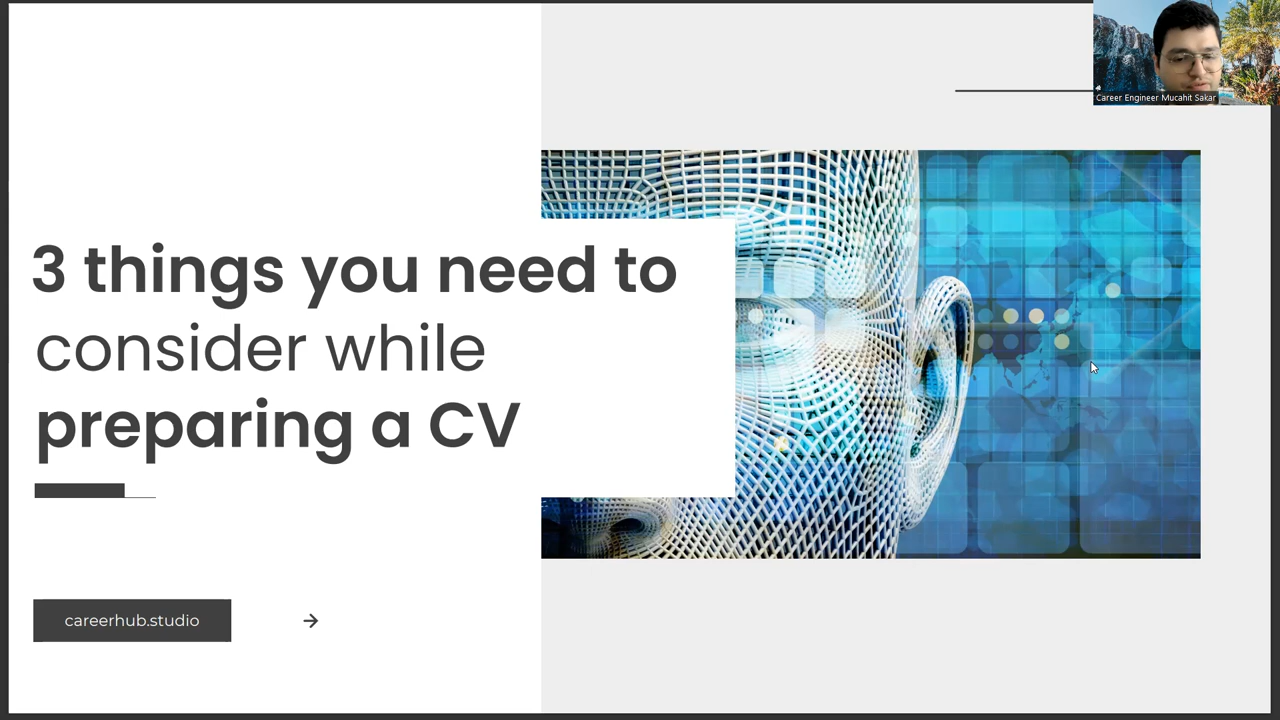 Career Engineer Mucahit Sakar
3 things you need to
consider while
preparing a CV
careerhub.studio